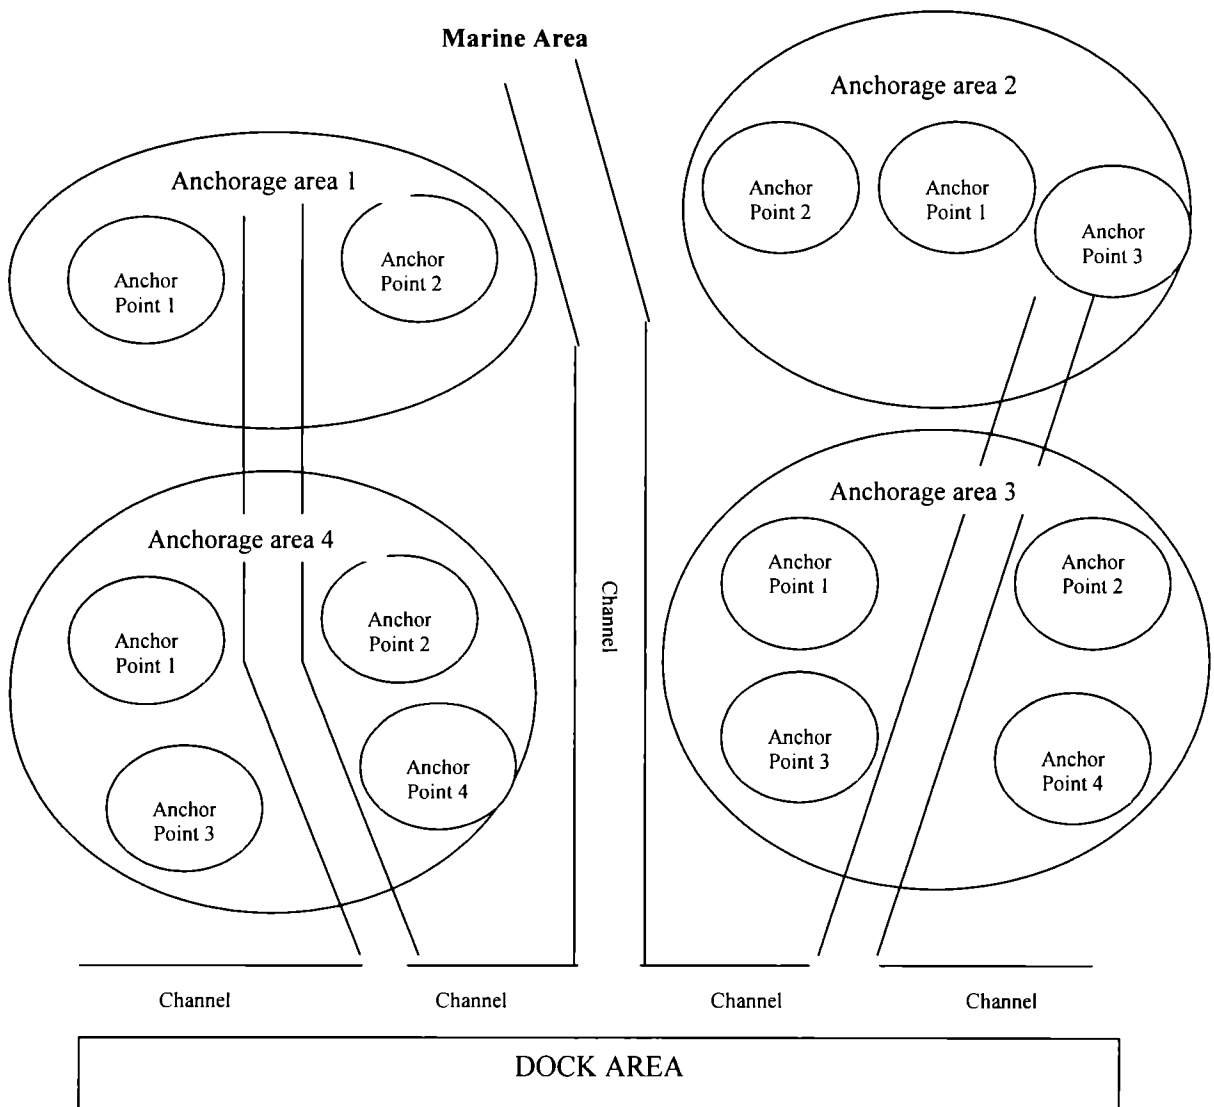 Marine Area
Anchorage area 1
Anchor
Point 1
Anchor
Point 2
Anchorage area 2
Anchor
Point 2
Anchor
Point 1
Anchor
Point 3
Anchorage area 4
Anchor
Point 1
Anchor
Point 2
Anchor
Point 3
Anchor
Point 4
Channel
Anchorage area 3
Anchor
Point 1
Anchor
Point 2
Anchor
Point 3
Anchor
Point 4
Channel
Channel
Channel
Channel
DOCK AREA